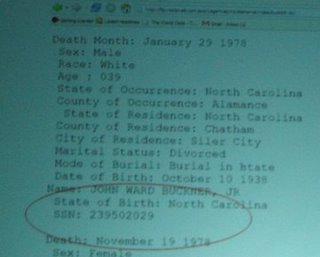 Death Month: January 29 1978
Sex: Male
Race: White
Age ; 039
State of Occurrence: North Carolina
County of Occurrence: Alamance
State of Residence: North Carolina
County of Residence: Chatham
City of Residence: Siler City
Marital Status: Divorced
Mode of Burial: Burial in htate
Date of Birth: October 10 1938
Name: JOHN WARD BUCKNER, JR
State of Birth: North Carolina
SSN: 239502029
Death: November 19 1978
Sex: Female